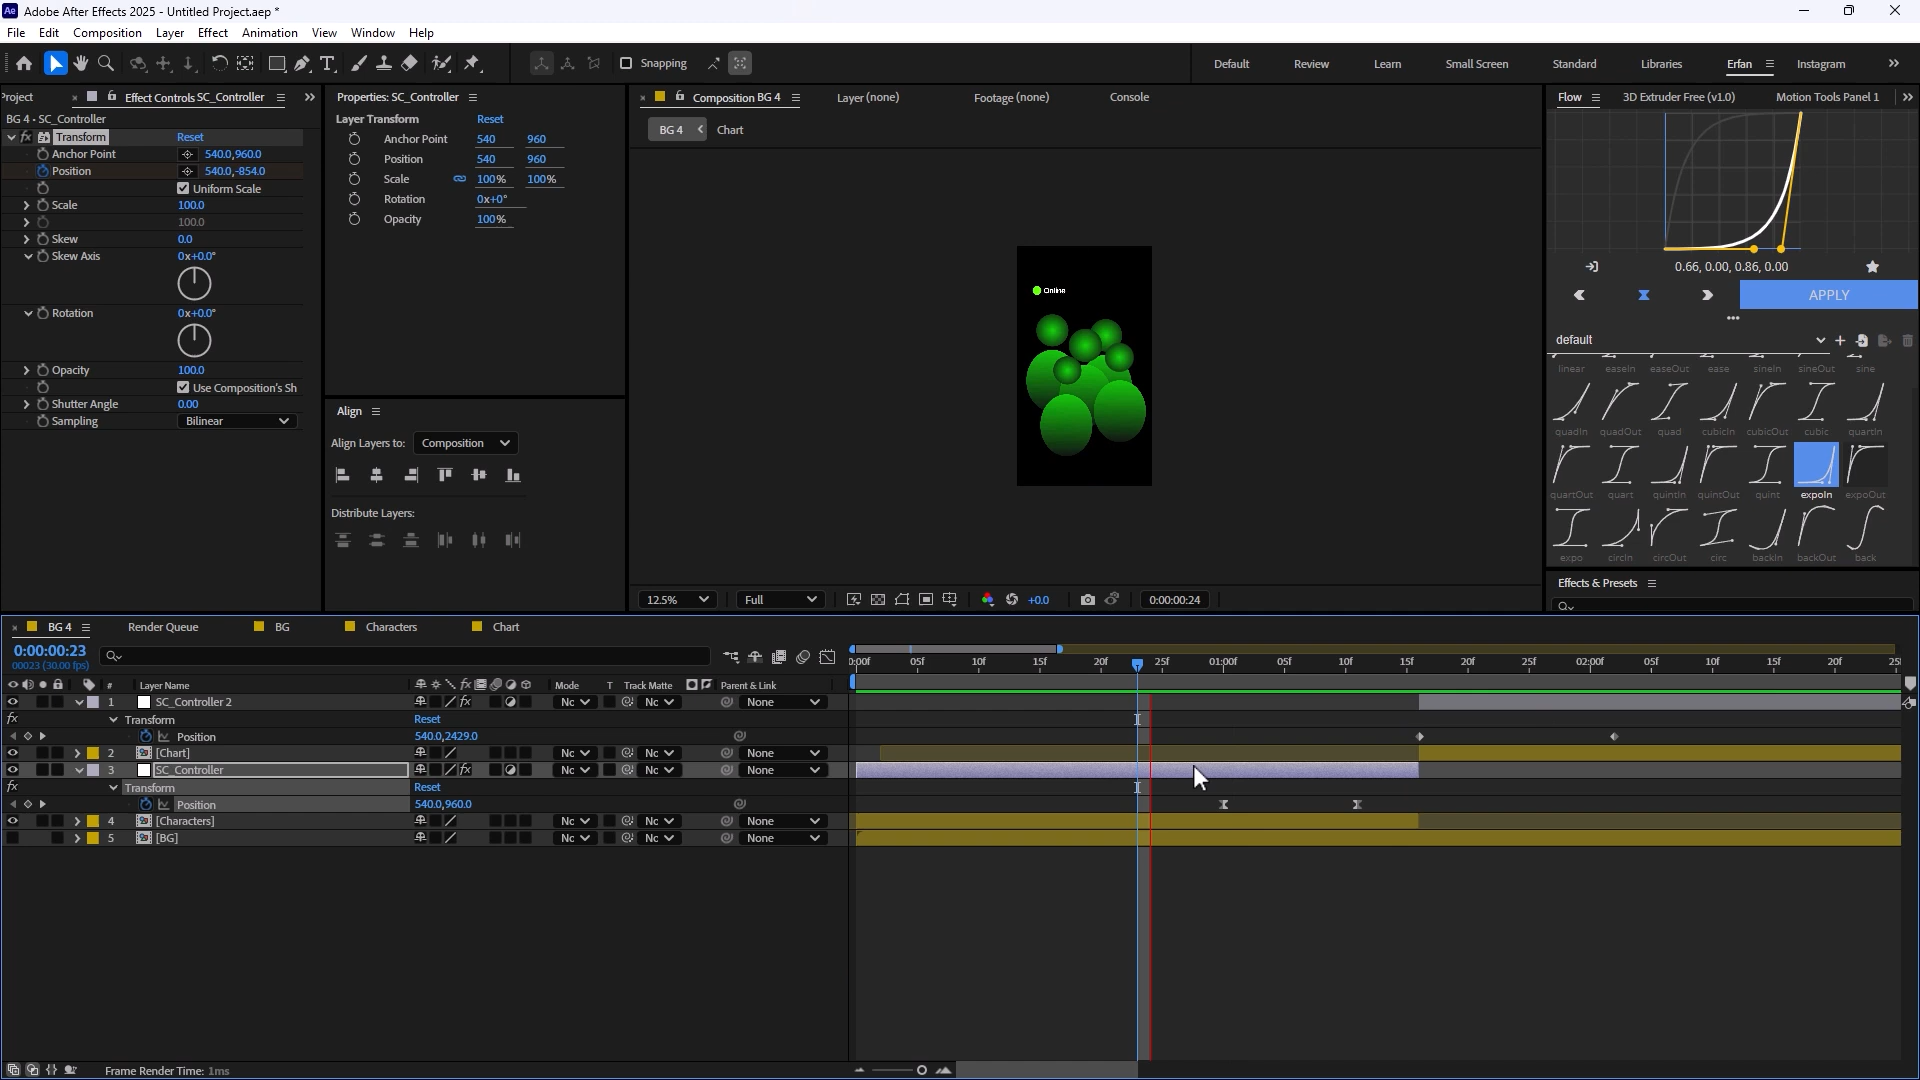 Adobe After Effects 2025 - Untitled Project.aep *
File Edit Composition Layer Effect Animation View Window Help
Snapping
Default Review Learn Small Screen Standard Libraries Erfan Instagram
roject Effect Controls SC_Controller
BG 4 - SC_Controller
Transform Reset
Anchor Point 540.0,960.0
Position 540.0,-854.0
Uniform Scale
Scale 100.0
100.0
Skew 0.0
Skew Axis 0x+0.0°
Rotation 0x+0.0°
Opacity 100.0
Use Composition's Sh
Shutter Angle 0.00
Sampling Bilinear
Properties: SC_Controller
Layer Transform Reset
Anchor Point 540 960
Position 540 960
Scale 100% 100%
Rotation 0x+0°
Opacity 100%
Align
Align Layers to: Composition
Distribute Layers:
Composition BG 4 Layer (none) Footage (none) Console
BG 4 Chart
Online
12.5% Full +0.0 0:00:00:24
Flow 3D Extruder Free (v1.0) Motion Tools Panel 1
0.66, 0.00, 0.86, 0.00
APPLY
default
linear easeIn easeOut ease sineIn sineOut sine
quadIn quadOut quad cubicIn cubicOut cubic quartIn
quartOut quart quintIn quintOut quint expoIn expoOut
expo circIn circOut circ backIn backOut back
Effects & Presets
BG 4 Render Queue BG Characters Chart
0:00:00:23
00023 (30.00 fps)
:00f 05f 10f 15f 20f 25f 01:00f 05f 10f 15f 20f 25f 02:00f 05f 10f 15f 20f 25
# Layer Name Mode T Track Matte Parent & Link
1 SC_Controller 2 Nc Nc None
Transform Reset
Position 540.0,2429.0
2 [Chart] Nc Nc None
3 SC_Controller Nc Nc None
Transform Reset
Position 540.0,960.0
4 [Characters] Nc Nc None
5 [BG] Nc Nc None
Frame Render Time: 1ms